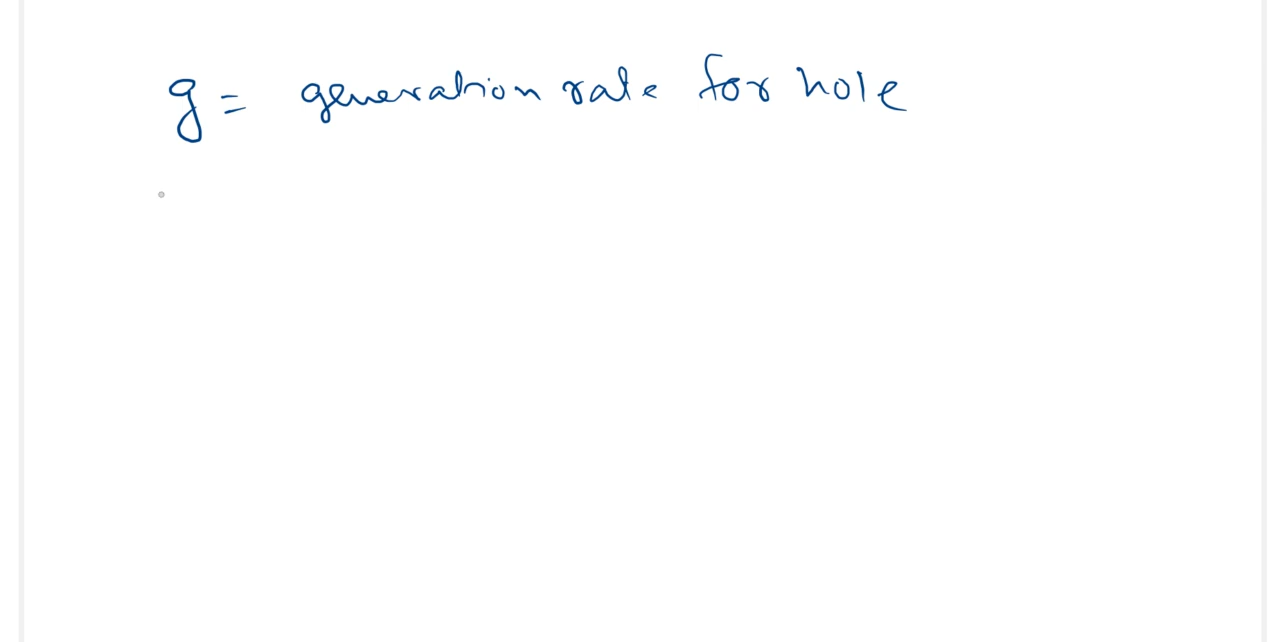 g = generation rate for hole